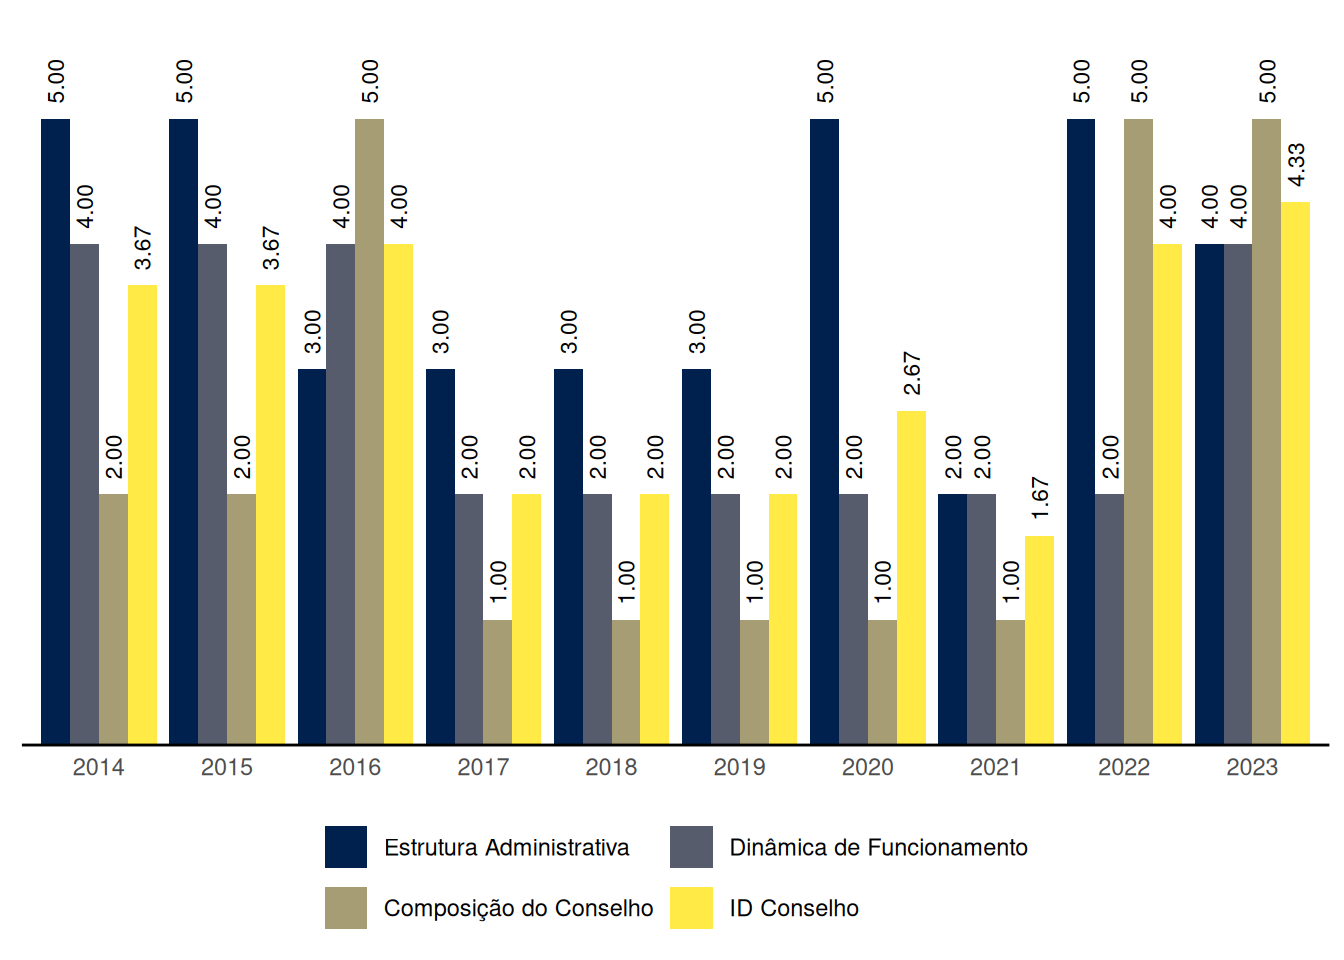 5.00 4.00 2.00 3.67 5.00 4.00 2.00 3.67 3.00 4.00 5.00 4.00 3.00 2.00 1.00 2.00 3.00 2.00 1.00 2.00 3.00 2.00 1.00 2.00 5.00 2.00 1.00 2.67 2.00 2.00 1.00 1.67 5.00 2.00 5.00 4.00 4.00 4.00 5.00 4.33
2014 2015 2016 2017 2018 2019 2020 2021 2022 2023
Estrutura Administrativa Dinâmica de Funcionamento
Composição do Conselho ID Conselho